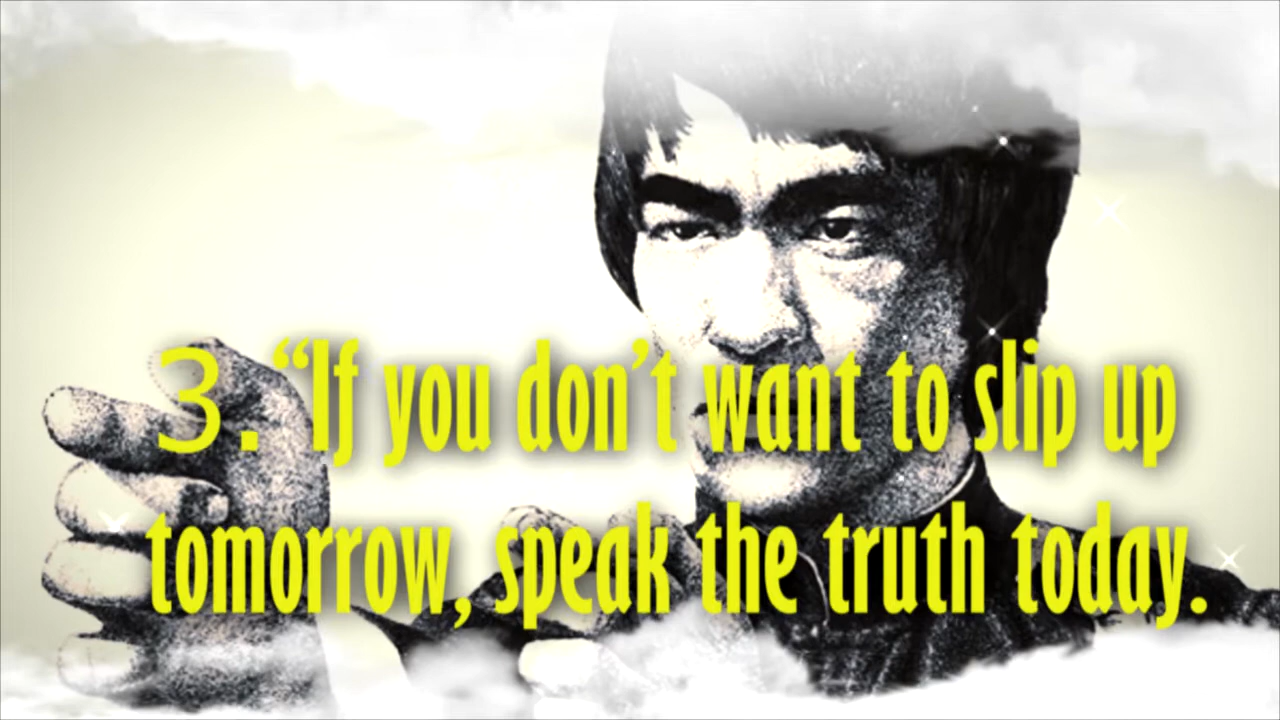 3. “If you don’t want to slip up
tomorrow, speak the truth today.